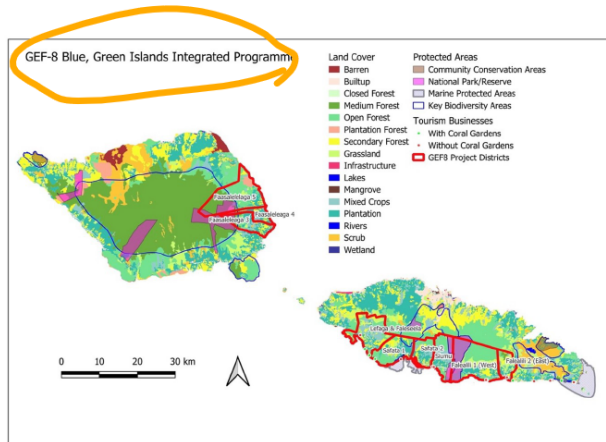 GEF-8 Blue, Green Islands Integrated Programme
Land Cover
Barren
Builtup
Closed Forest
Medium Forest
Open Forest
Plantation Forest
Secondary Forest
Grassland
Infrastructure
Lakes
Mangrove
Mixed Crops
Plantation
Rivers
Scrub
Wetland
Protected Areas
Community Conservation Areas
National Park/Reserve
Marine Protected Areas
Key Biodiversity Areas
Tourism Businesses
With Coral Gardens
Without Coral Gardens
GEF8 Project Districts
Faasaleleaga 5
Faasaleleaga 4
Faasaleleaga 3
Lefaga & Faleseela
Safata 1
Safata 2
Siumu
Falealili 1 (West)
Falealili 2 (East)
0 10 20 30 km